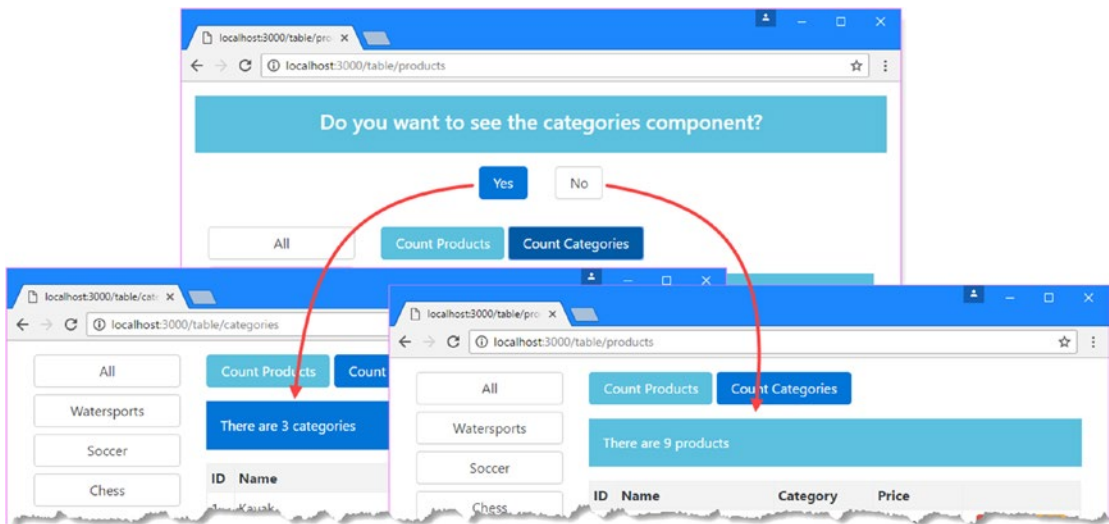 localhost:3000/table/pro
localhost:3000/table/products
Do you want to see the categories component?
Yes No
All Count Products Count Categories
localhost:3000/table/cate
localhost:3000/table/categories
All Count Products Count
Watersports
There are 3 categories
Soccer
ID Name
Chess
1 Kayak
localhost:3000/table/pro
localhost:3000/table/products
All Count Products Count Categories
Watersports
There are 9 products
Soccer
ID Name Category Price
Chess